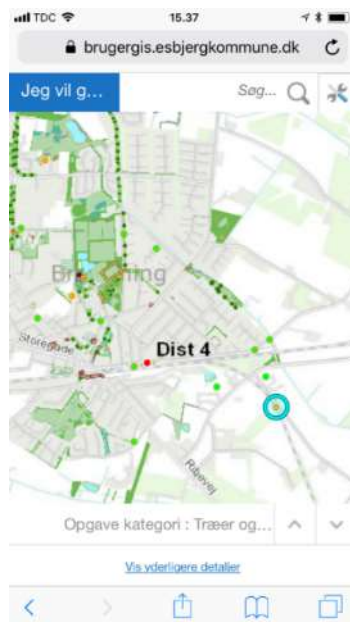 TDC 15.37
brugergis.esbjergkommune.dk
Jeg vil g... Søg...
Storegade
Dist 4
Ribevej
Opgave kategori : Træer og...
Vis yderligere detaljer